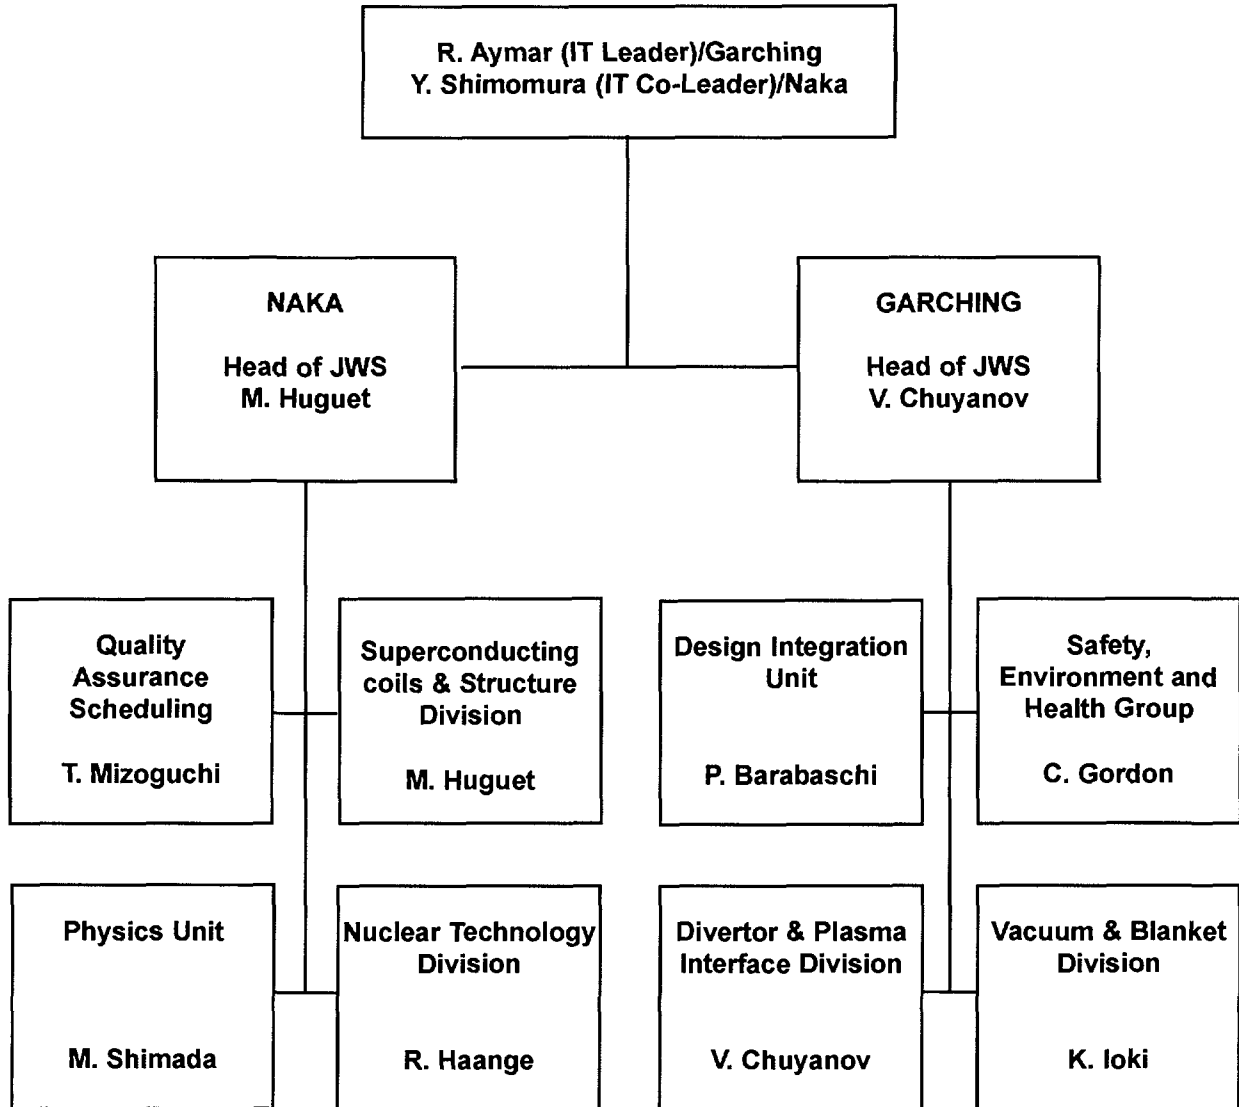 R. Aymar (IT Leader)/Garching
Y. Shimomura (IT Co-Leader)/Naka
NAKA
Head of JWS
M. Huguet
GARCHING
Head of JWS
V. Chuyanov
Quality
Assurance
Scheduling
T. Mizoguchi
Superconducting
coils & Structure
Division
M. Huguet
Design Integration
Unit
P. Barabaschi
Safety,
Environment and
Health Group
C. Gordon
Physics Unit
M. Shimada
Nuclear Technology
Division
R. Haange
Divertor & Plasma
Interface Division
V. Chuyanov
Vacuum & Blanket
Division
K. Ioki